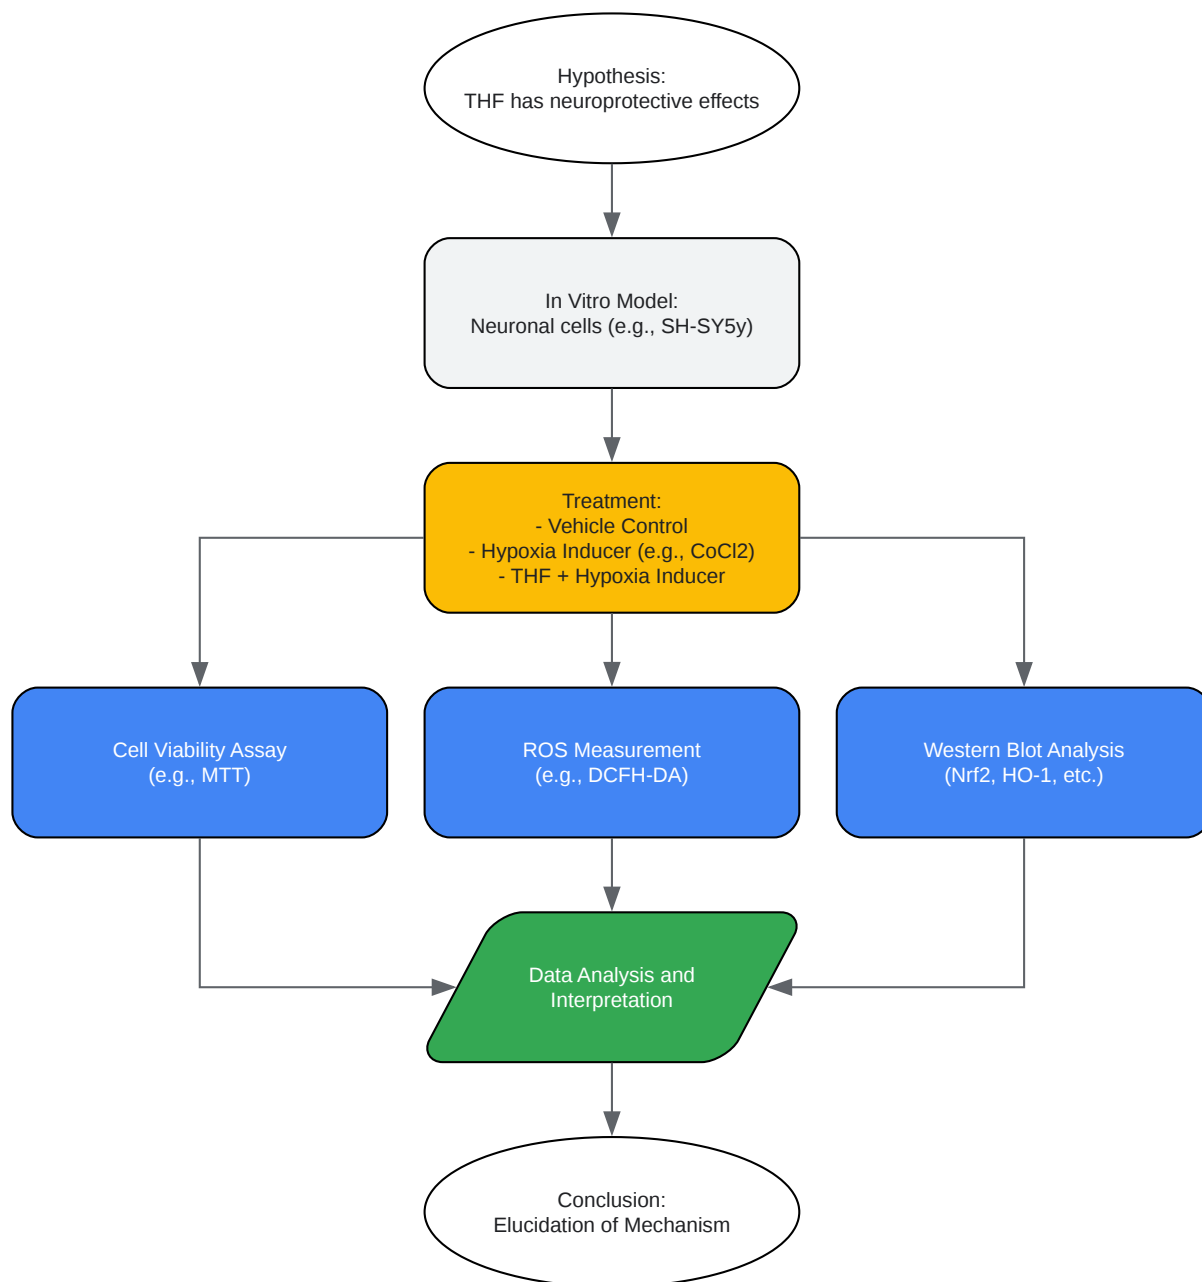 Hypothesis:
THF has neuroprotective effects
In Vitro Model:
Neuronal cells (e.g., SH-SY5y)
Treatment:
- Vehicle Control
- Hypoxia Inducer (e.g., CoCl2)
- THF + Hypoxia Inducer
Cell Viability Assay
(e.g., MTT)
ROS Measurement
(e.g., DCFH-DA)
Western Blot Analysis
(Nrf2, HO-1, etc.)
Data Analysis and
Interpretation
Conclusion:
Elucidation of Mechanism